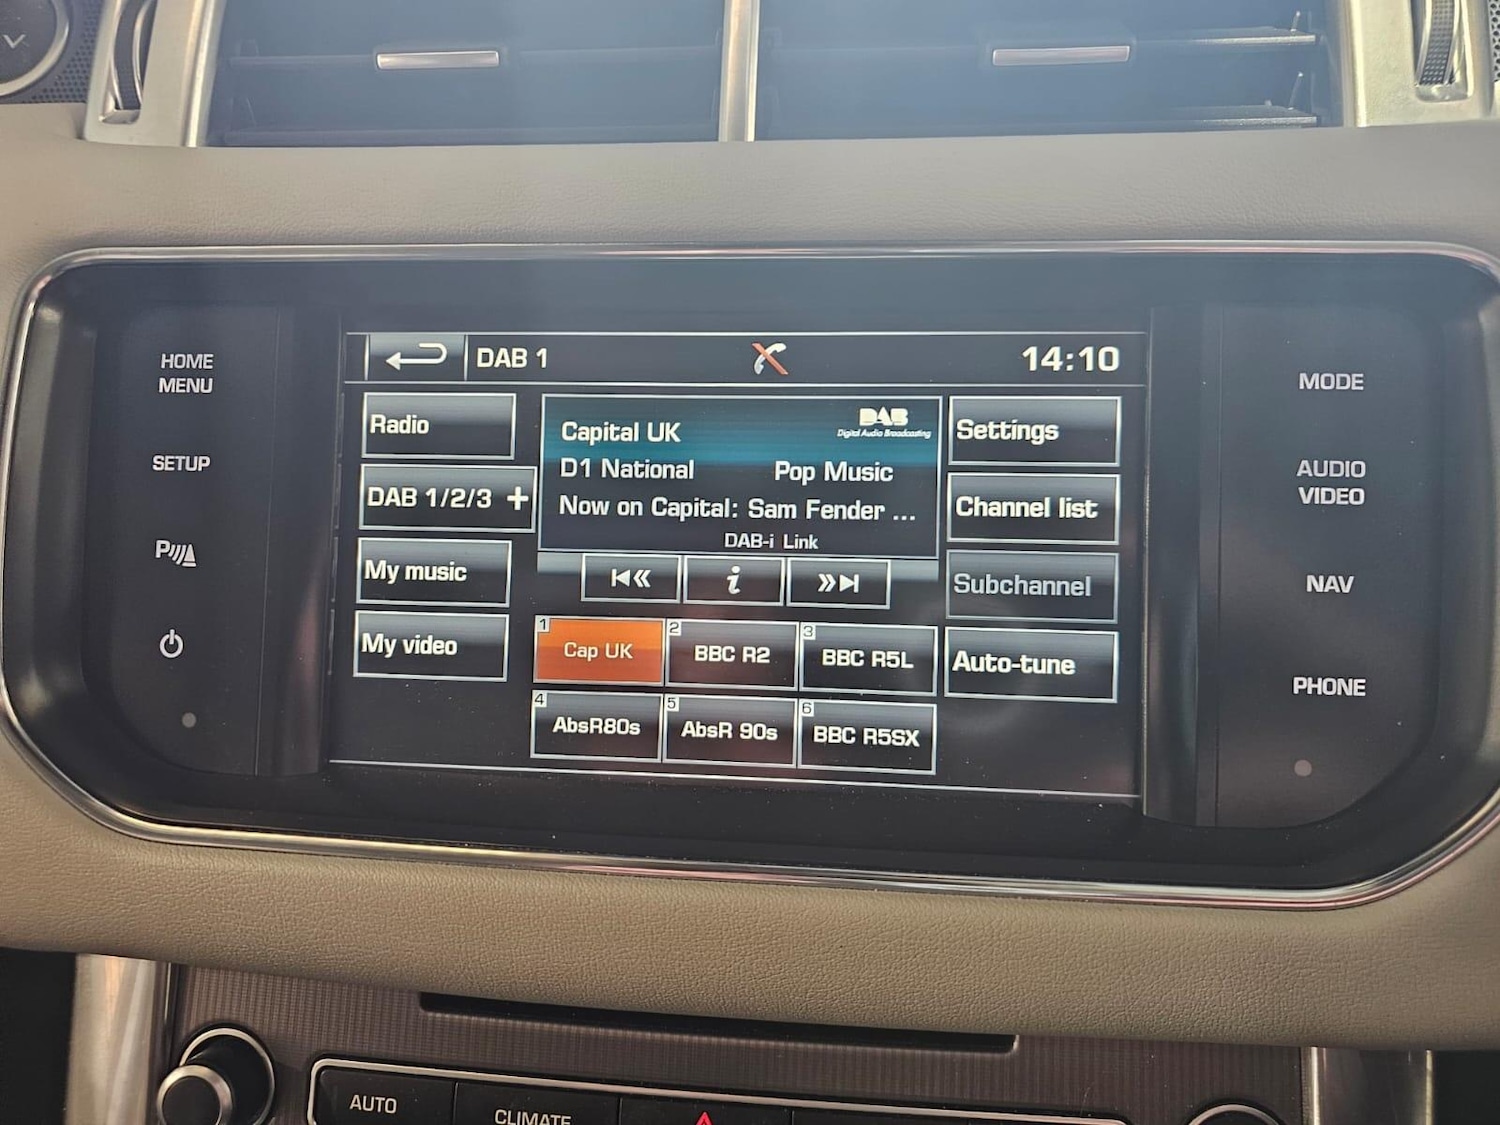 HOME
MENU
SETUP
P
DAB 1
14:10
Radio
DAB 1/2/3 +
My music
My video
Capital UK
DAB
Digital Audio Broadcasting
D1 National
Pop Music
Now on Capital: Sam Fender ...
DAB-i Link
i
1
Cap UK
2
BBC R2
3
BBC R5L
4
AbsR80s
5
AbsR 90s
6
BBC R5SX
Settings
Channel list
Subchannel
Auto-tune
MODE
AUDIO
VIDEO
NAV
PHONE
AUTO
CLIMATE